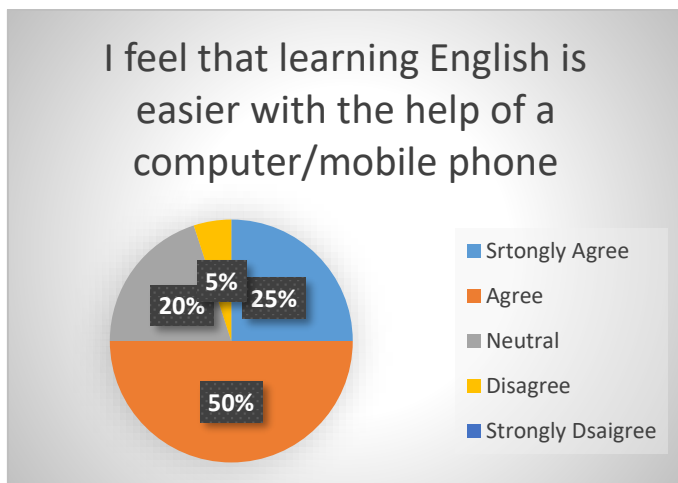 I feel that learning English is
easier with the help of a
computer/mobile phone
5%
25%
20%
50%
Srtongly Agree
Agree
Neutral
Disagree
Strongly Dsaigree